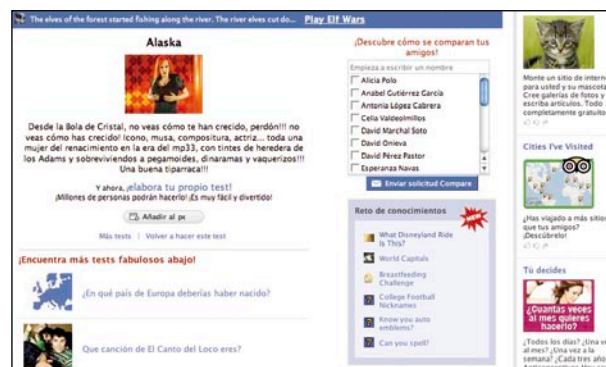 The elves of the forest started fishing along the river. The river elves cut do... Play Elf Wars
Alaska
Desde la Bola de Cristal, no veas cómo te han crecido, perdón!!! no
veas cómo has crecido! Icono, musa, compositura, actriz... toda una
mujer del renacimiento en la era del mp33, con tintes de heredera de
los Adams y sobreviviendo a pegamoides, dinaramas y vaquerizos!!!
Una buena tiparraca!!!
Y ahora, ¡elabora tu propio test!
¡Millones de personas podrán hacerlo! ¡Es muy fácil y divertido!
Añadir al pe
Más tests | Volver a hacer este test
¡Encuentra más tests fabulosos abajo!
¿En qué país de Europa deberías haber nacido?
Que canción de El Canto del Loco eres?
¡Descubre cómo se comparan tus
amigos!
Empieza a escribir un nombre
Alicia Polo
Anabel Gutiérrez García
Antonia López Cabrera
Celia Valdeolmillos
David Marchal Soto
David Onieva
David Pérez Pastor
Esperanza Navas
Enviar solicitud Compare
Reto de conocimientos
New
What Disneyland Ride
Is This?
World Capitals
Breastfeeding
Challenge
College Football
Nicknames
Know you auto
emblems?
Can you spell?
Monte un sitio de intern
para usted y su mascota
Cree galerías de fotos y
escriba artículos. Todo
completamente gratuito
Cities I've Visited
¿Has viajado a más sitios
que tus amigos?
¡Descúbrelo!
Tú decides
¿Cuántas veces
al mes quieres
hacerlo?
¿Todos los días? ¿Una ve
al mes? ¿Una vez a la
semana? ¿Cada tres año